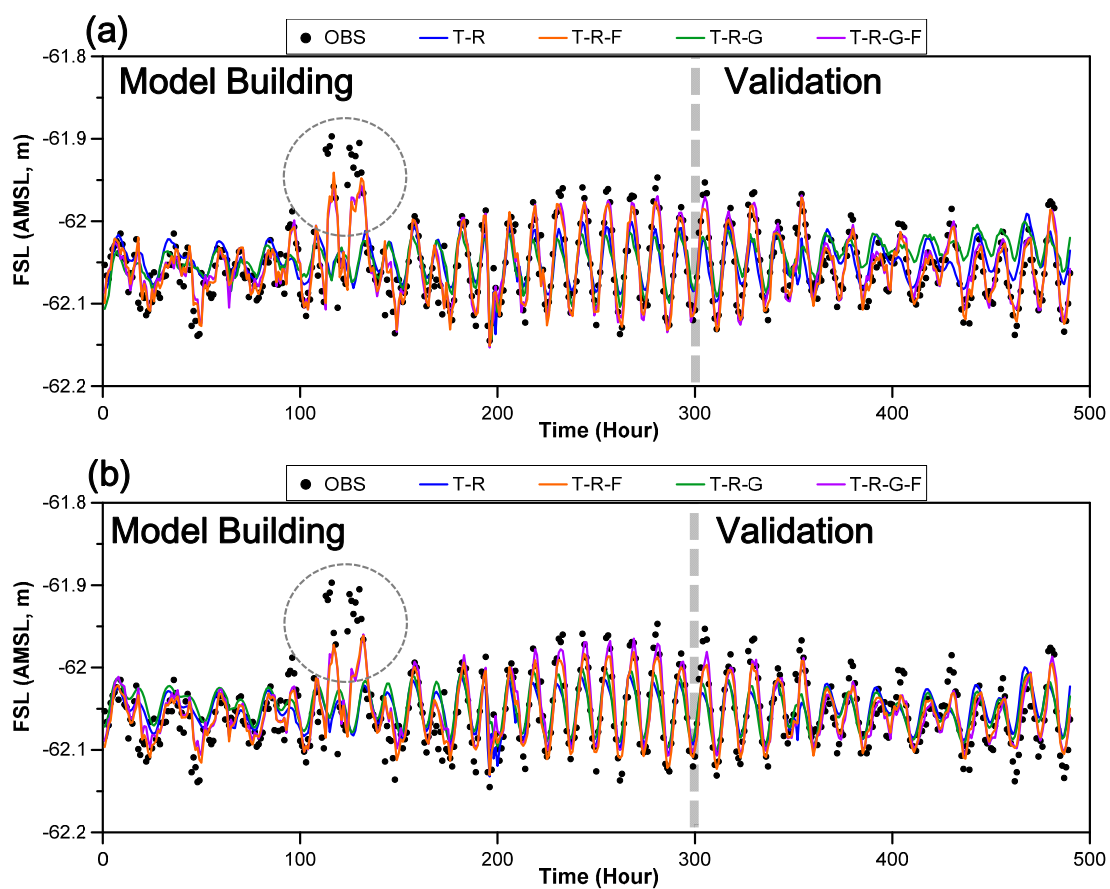 (a)
OBS T-R T-R-F T-R-G T-R-G-F
Model Building Validation
FSL (AMSL, m)
-61.8
-61.9
-62
-62.1
-62.2
0 100 200 300 400 500
Time (Hour)
(b)
OBS T-R T-R-F T-R-G T-R-G-F
Model Building Validation
FSL (AMSL, m)
-61.8
-61.9
-62
-62.1
-62.2
0 100 200 300 400 500
Time (Hour)